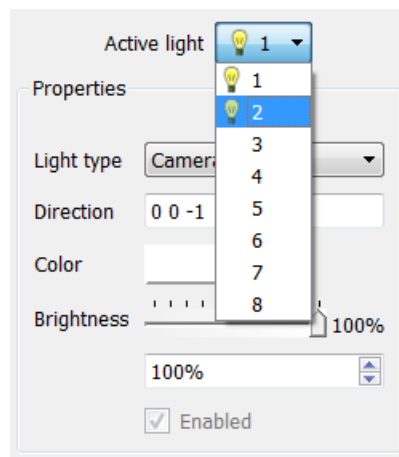 Active light 1
1
Properties
2
3
Light type Camera
4
Direction 0 0 -1 5
6
Color
7
8
Brightness 100%
100%
Enabled